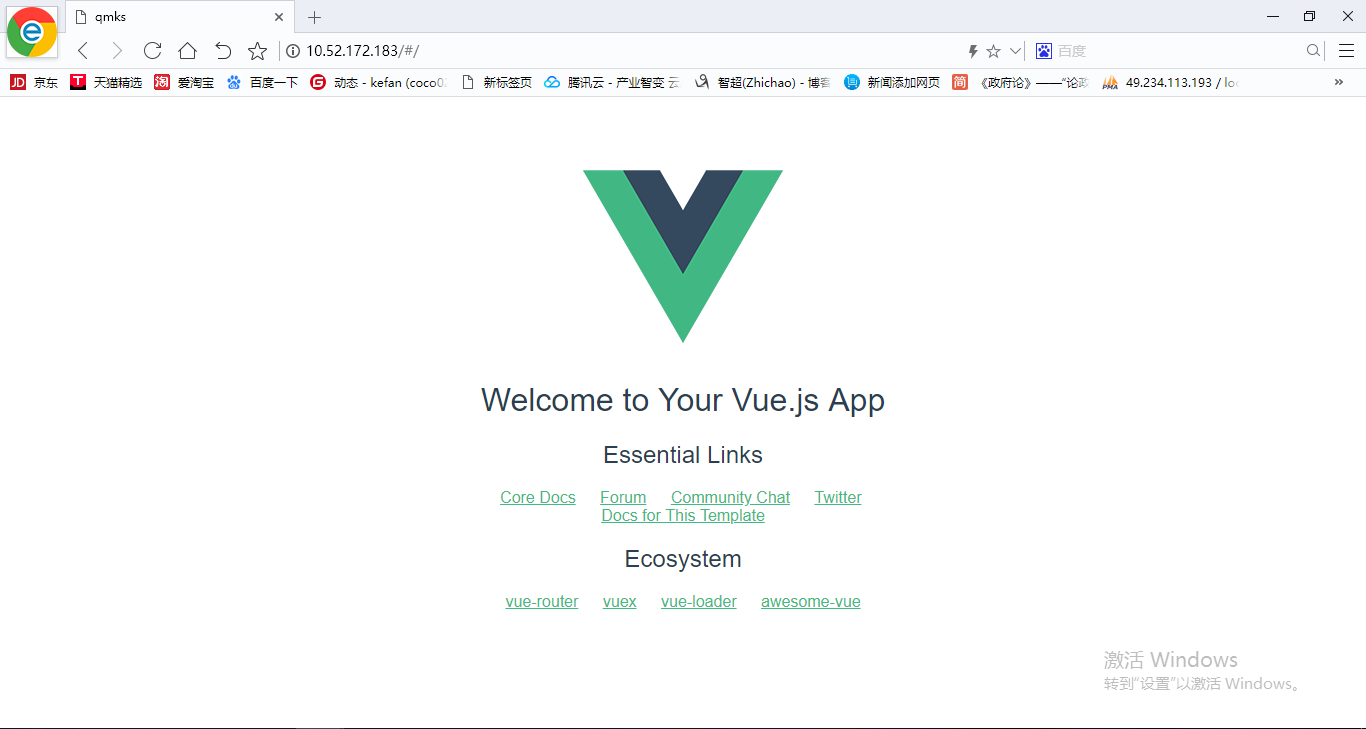 qmks
10.52.172.183/#/
百度
JD 京东 T 天猫精选 淘 爱淘宝 百度一下 G 动态 - kefan (coco0 新标签页 腾讯云 - 产业智变 云 智超(Zhichao) - 博客 新闻添加网页 简 《政府论》——“论政 PMA 49.234.113.193 / loc »
Welcome to Your Vue.js App
Essential Links
Core Docs Forum Community Chat Twitter
Docs for This Template
Ecosystem
vue-router vuex vue-loader awesome-vue
激活 Windows
转到"设置"以激活 Windows。